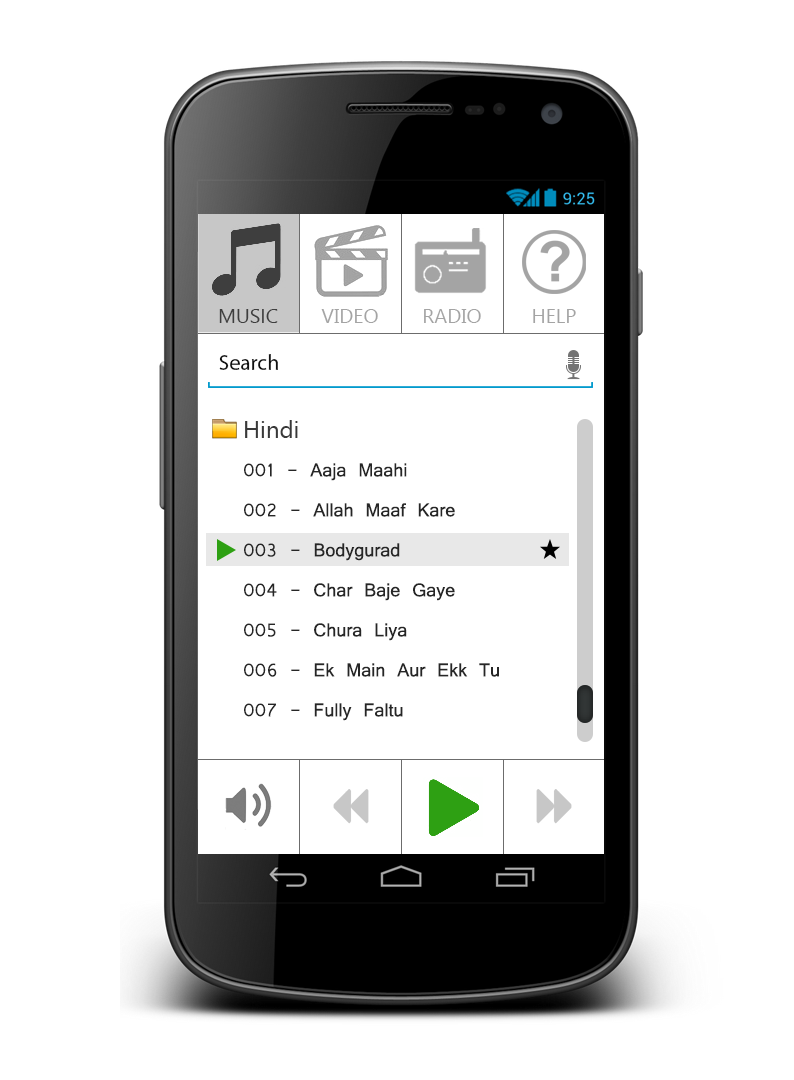 9:25
MUSIC VIDEO RADIO HELP
Search
Hindi
001 - Aaja Maahi
002 - Allah Maaf Kare
003 - Bodygurad
004 - Char Baje Gaye
005 - Chura Liya
006 - Ek Main Aur Ekk Tu
007 - Fully Faltu